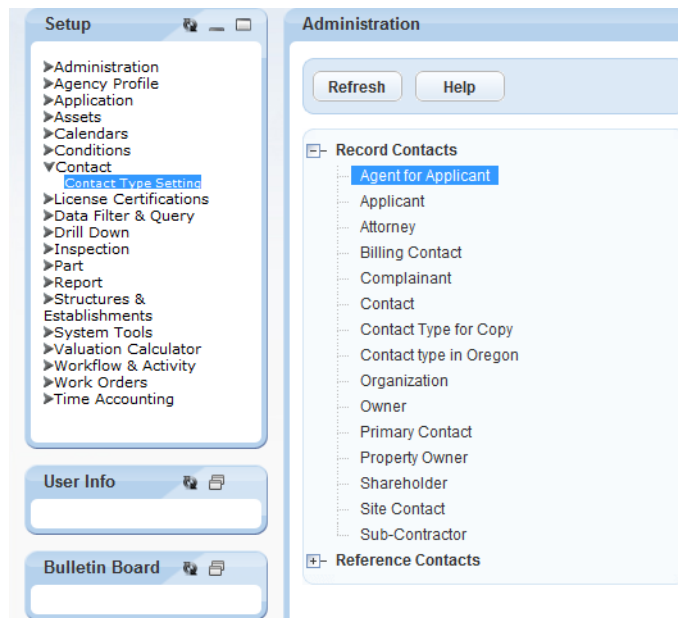 Setup
Administration
Agency Profile
Application
Assets
Calendars
Conditions
Contact
Contact Type Setting
License Certifications
Data Filter & Query
Drill Down
Inspection
Part
Report
Structures &
Establishments
System Tools
Valuation Calculator
Workflow & Activity
Work Orders
Time Accounting
User Info
Bulletin Board
Administration
Refresh Help
Record Contacts
Agent for Applicant
Applicant
Attorney
Billing Contact
Complainant
Contact
Contact Type for Copy
Contact type in Oregon
Organization
Owner
Primary Contact
Property Owner
Shareholder
Site Contact
Sub-Contractor
Reference Contacts